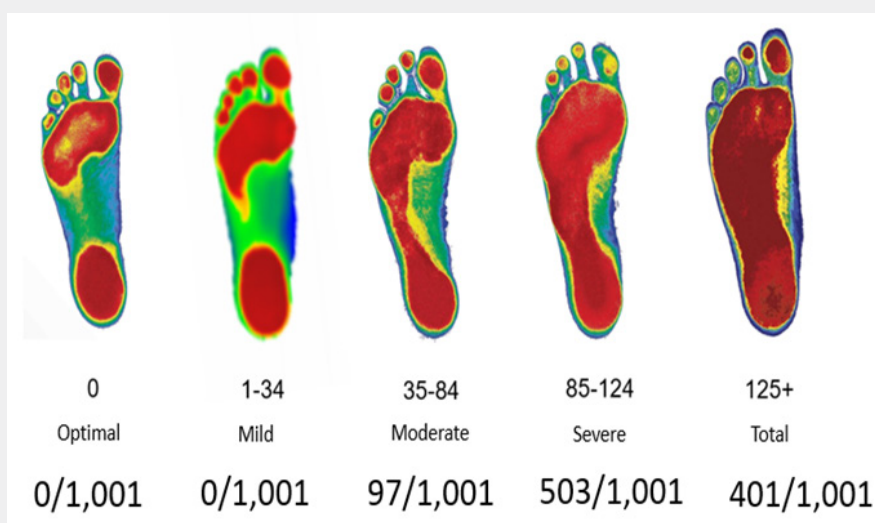 0 1-34 35-84 85-124 125+
Optimal Mild Moderate Severe Total
0/1,001 0/1,001 97/1,001 503/1,001 401/1,001